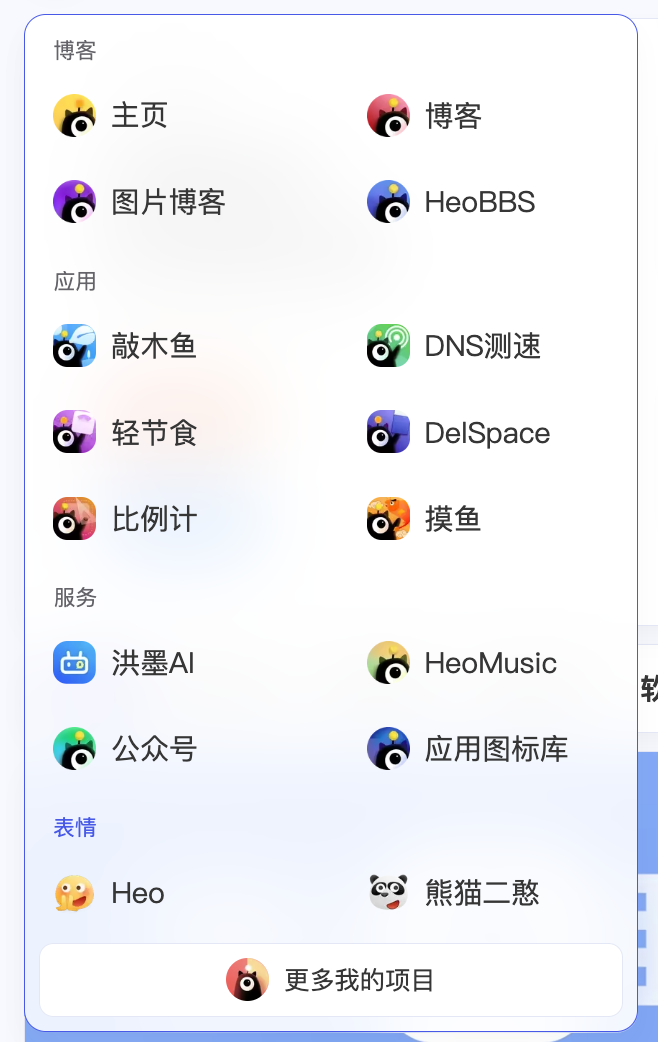 博客
主页
博客
图片博客
HeoBBS
应用
敲木鱼
DNS测速
轻节食
DelSpace
比例计
摸鱼
服务
洪墨AI
HeoMusic
公众号
应用图标库
表情
Heo
熊猫二憨
更多我的项目